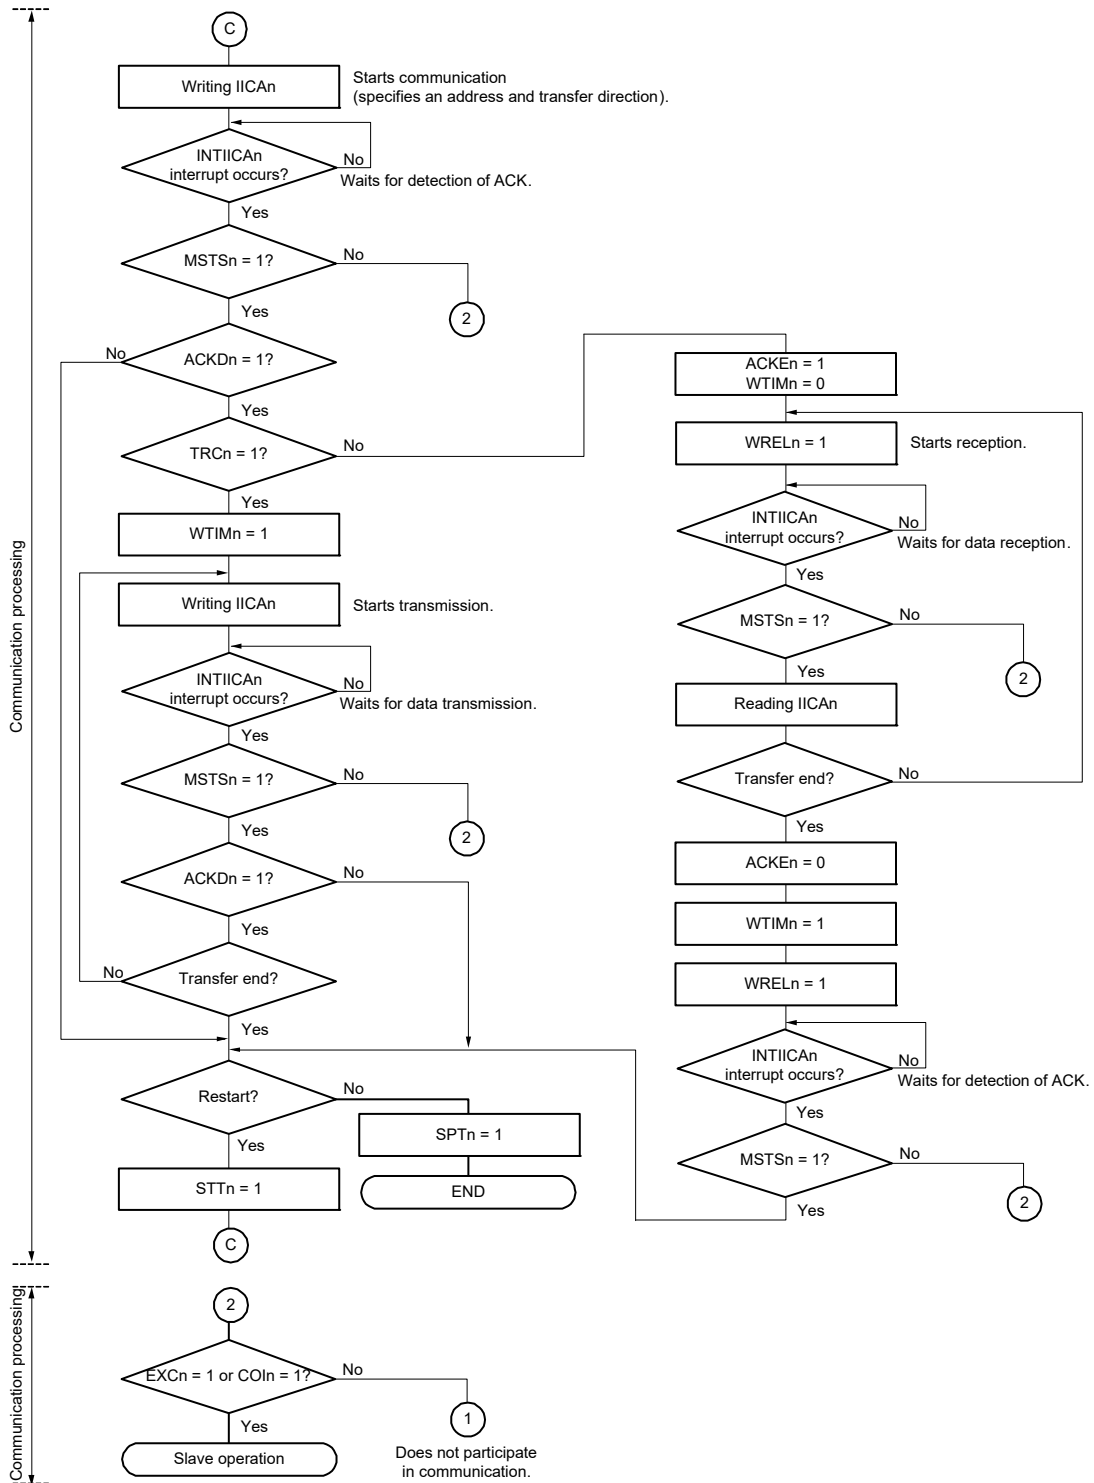 C
Writing IICAn
Starts communication
(specifies an address and transfer direction).
INTIICAn
interrupt occurs?
No
Waits for detection of ACK.
Yes
MSTSn = 1?
No
2
Yes
ACKDn = 1?
No
Yes
TRCn = 1?
No
Yes
WTIMn = 1
Writing IICAn
Starts transmission.
INTIICAn
interrupt occurs?
No
Waits for data transmission.
Yes
MSTSn = 1?
No
2
Yes
ACKDn = 1?
No
Yes
Transfer end?
No
Yes
Restart?
No
SPTn = 1
END
Yes
STTn = 1
C
ACKEn = 1
WTIMn = 0
WRELn = 1
Starts reception.
INTIICAn
interrupt occurs?
No
Waits for data reception.
Yes
MSTSn = 1?
No
2
Yes
Reading IICAn
Transfer end?
No
Yes
ACKEn = 0
WTIMn = 1
WRELn = 1
INTIICAn
interrupt occurs?
No
Waits for detection of ACK.
Yes
MSTSn = 1?
No
2
Yes
Communication processing
2
EXCn = 1 or COIn = 1?
No
1
Does not participate
in communication.
Yes
Slave operation
Communication processing